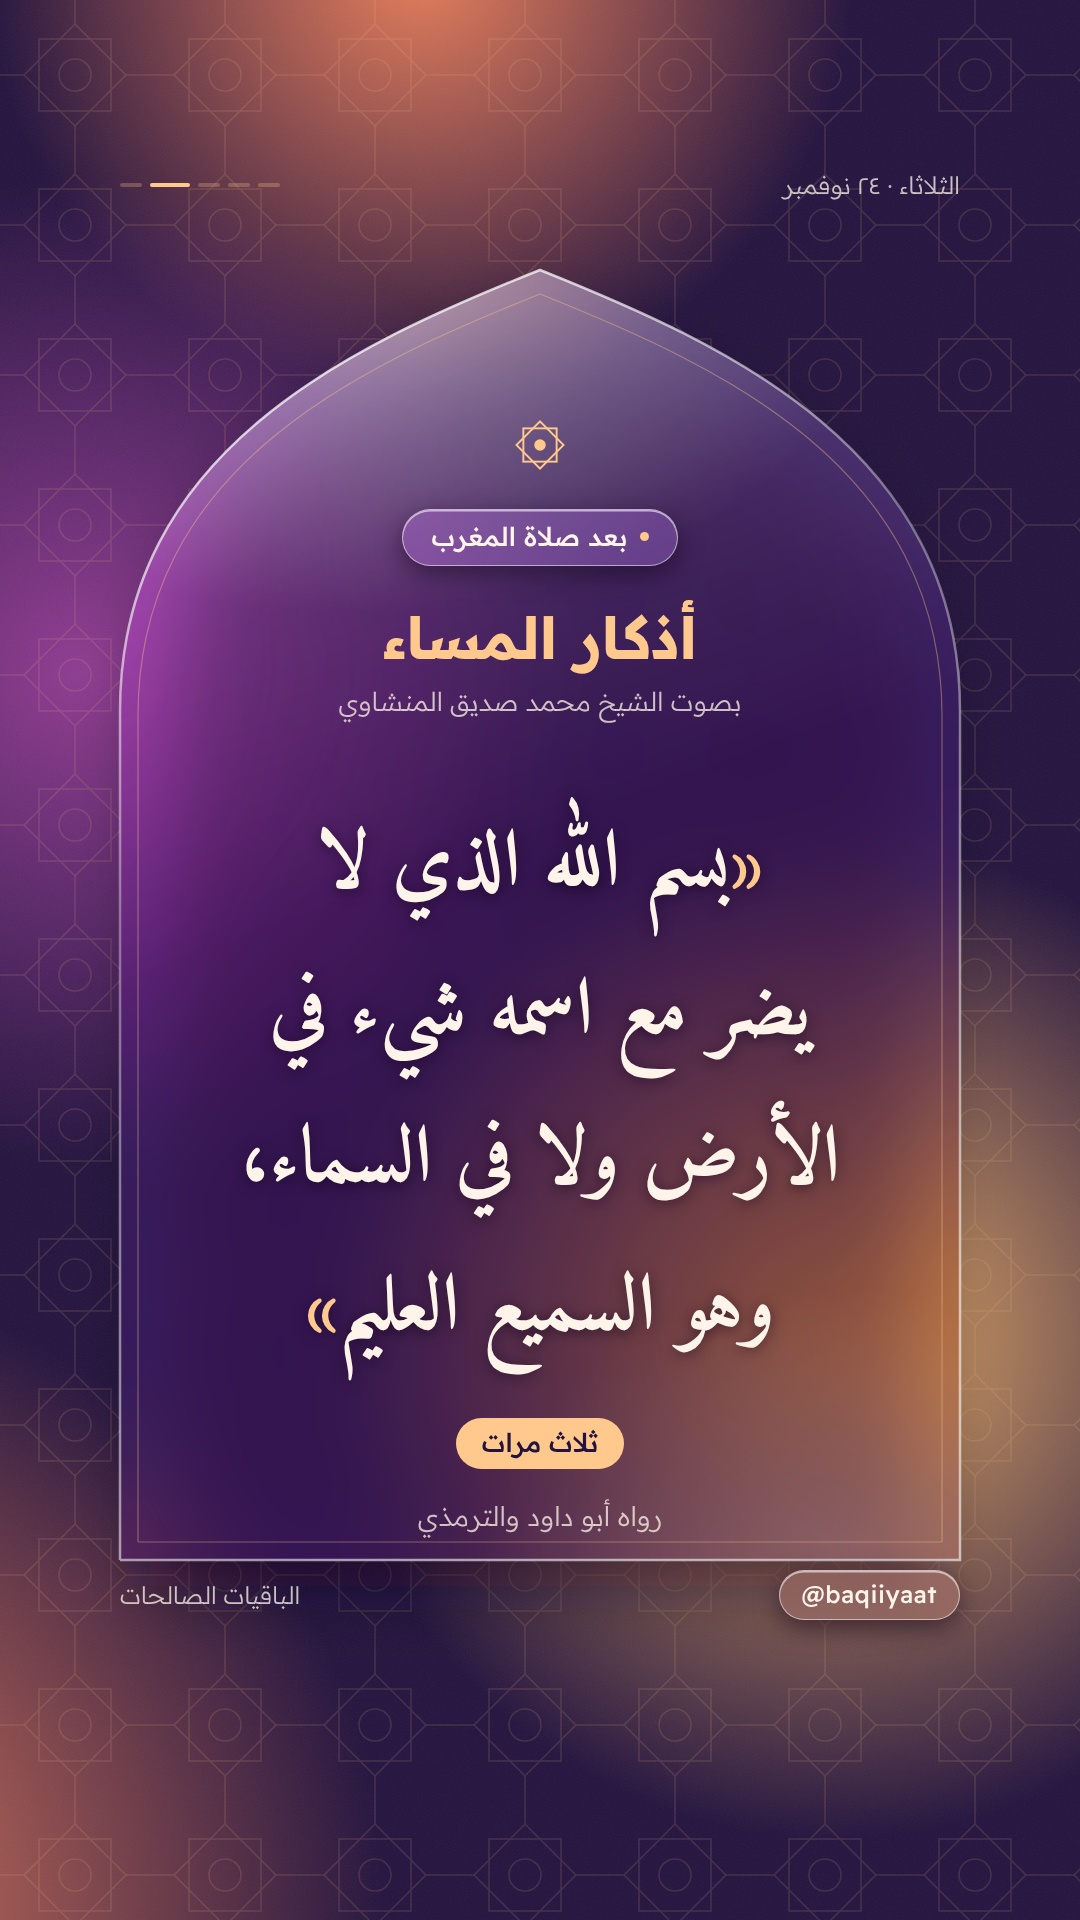 الثلاثاء · ٢٤ نوفمبر
بعد صلاة المغرب
أذكار المساء
بصوت الشيخ محمد صديق المنشاوي
«بسم الله الذي لا
يضر مع اسمه شيء في
الأرض ولا في السماء،
وهو السميع العليم»
ثلاث مرات
رواه أبو داود والترمذي
@baqiiyaat
الباقيات الصالحات